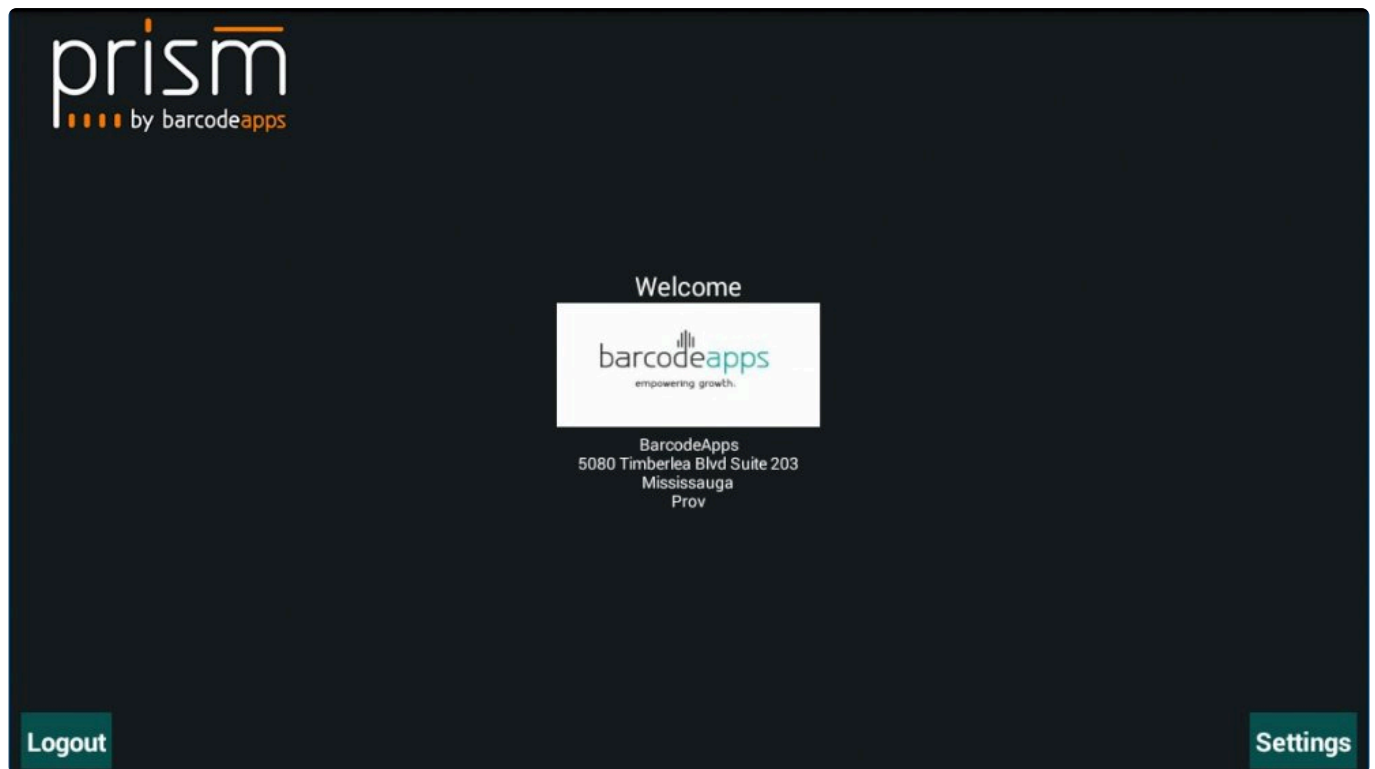 prism
by barcodeapps
Welcome
barcodeapps
empowering growth.
BarcodeApps
5080 Timberlea Blvd Suite 203
Mississauga
Prov
Logout
Settings